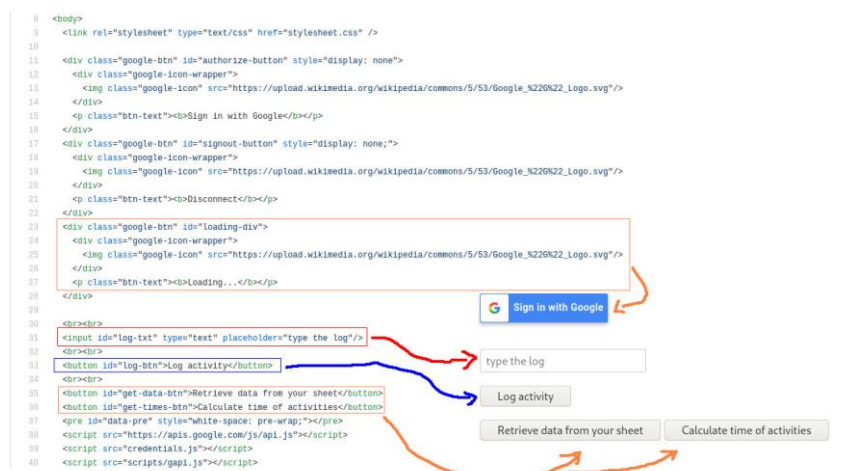 8 <body>
9 <link rel="stylesheet" type="text/css" href="stylesheet.css" />
10
11 <div class="google-btn" id="authorize-button" style="display: none">
12 <div class="google-icon-wrapper">
13 <img class="google-icon" src="https://upload.wikimedia.org/wikipedia/commons/5/53/Google_%22G%22_Logo.svg"/>
14 </div>
15 <p class="btn-text"><b>Sign in with Google</b></p>
16 </div>
17 <div class="google-btn" id="signout-button" style="display: none;">
18 <div class="google-icon-wrapper">
19 <img class="google-icon" src="https://upload.wikimedia.org/wikipedia/commons/5/53/Google_%22G%22_Logo.svg"/>
20 </div>
21 <p class="btn-text"><b>Disconnect</b></p>
22 </div>
23 <div class="google-btn" id="loading-div">
24 <div class="google-icon-wrapper">
25 <img class="google-icon" src="https://upload.wikimedia.org/wikipedia/commons/5/53/Google_%22G%22_Logo.svg"/>
26 </div>
27 <p class="btn-text"><b>Loading...</b></p>
28 </div>
29
G Sign in with Google
30 <br><br>
31 <input id="log-txt" type="text" placeholder="type the log"/>
32 <br><br>
type the log
33 <button id="log-btn">Log activity</button>
34 <br><br>
35 <button id="get-data-btn">Retrieve data from your sheet</button>
Log activity
36 <button id="get-times-btn">Calculate time of activities</button>
37 <pre id="data-pre" style="white-space: pre-wrap;"></pre>
38 <script src="https://apis.google.com/js/api.js"></script>
Retrieve data from your sheet Calculate time of activities
39 <script src="credentials.js"></script>
40 <script src="scripts/gapi.js"></script>